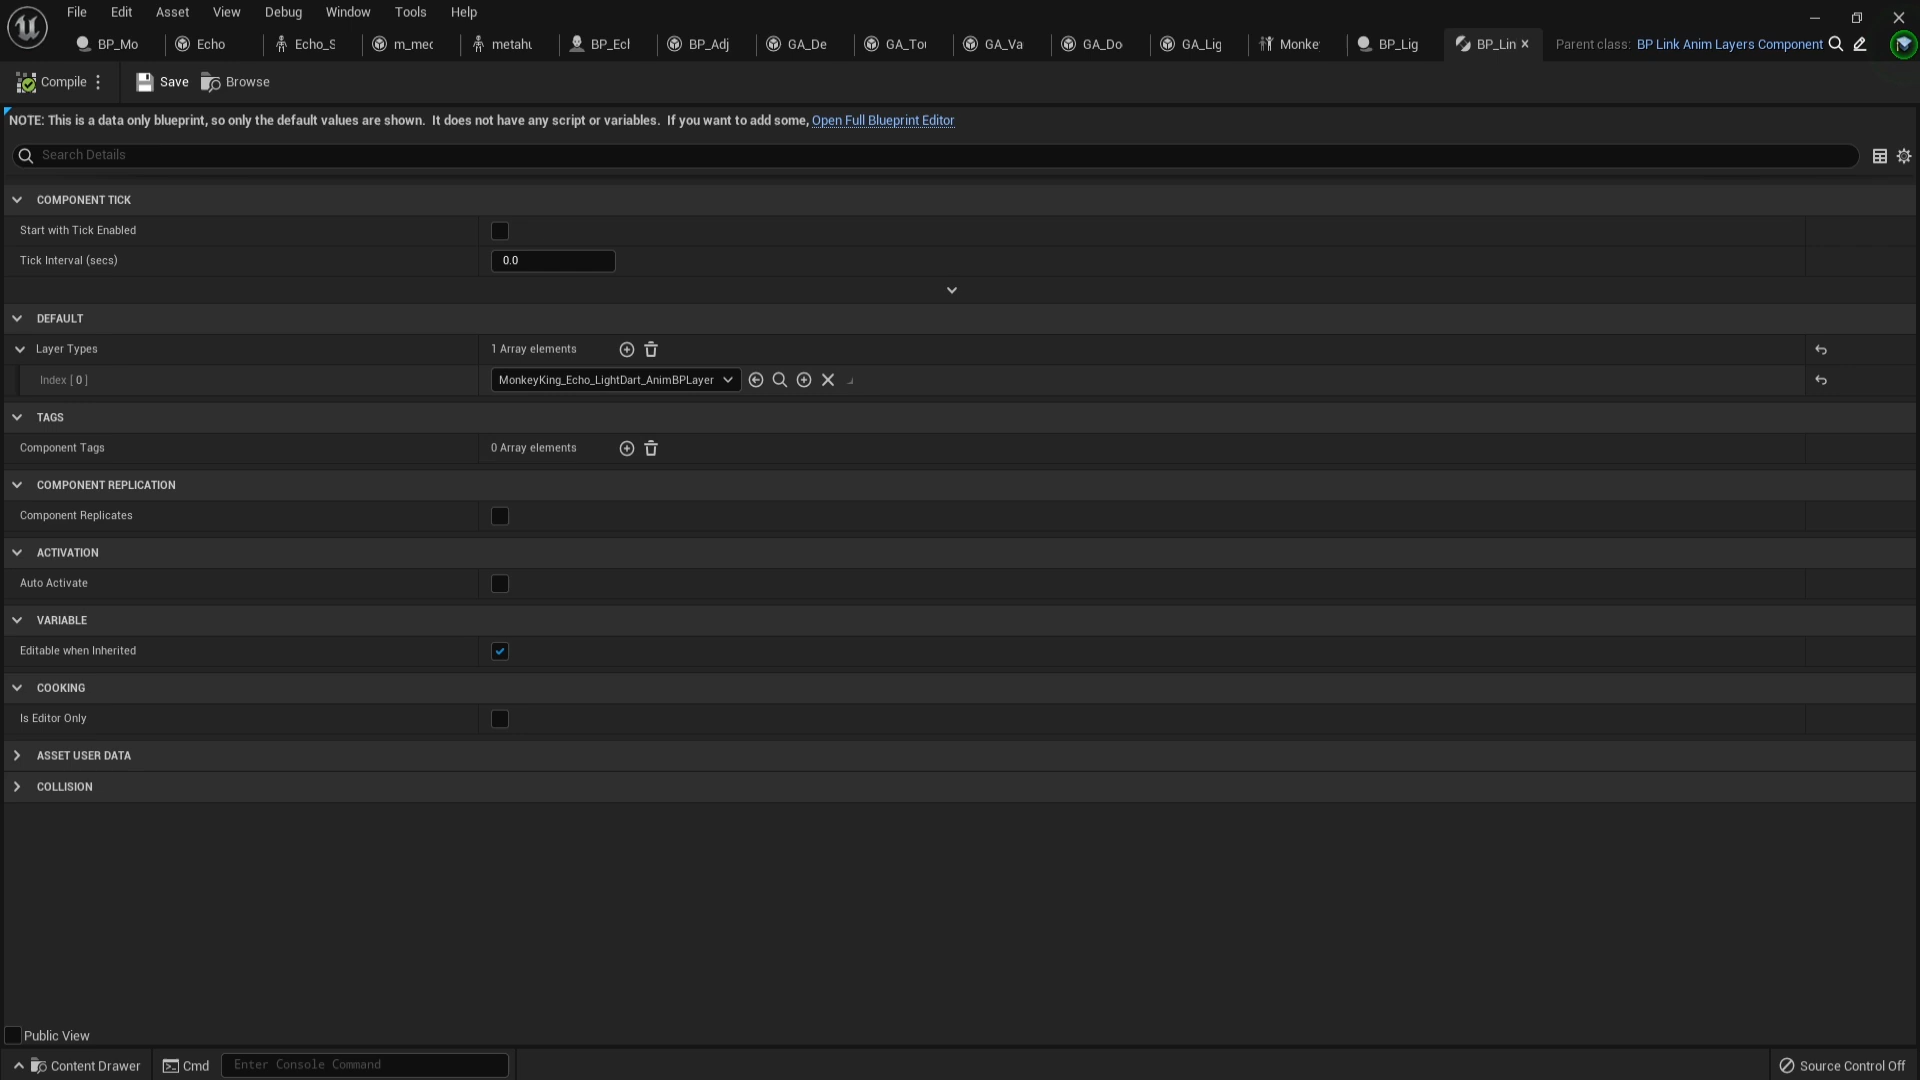 File Edit Asset View Debug Window Tools Help
BP_Mo Echo Echo_S m_mec metahu BP_Ecl BP_Adj GA_De GA_Tou GA_Va GA_Do GA_Lig Monke BP_Lig BP_Lin Parent class: BP Link Anim Layers Component
Compile Save Browse
NOTE: This is a data only blueprint, so only the default values are shown. It does not have any script or variables. If you want to add some, Open Full Blueprint Editor
Search Details
COMPONENT TICK
Start with Tick Enabled
Tick Interval (secs) 0.0
DEFAULT
Layer Types 1 Array elements
Index [ 0 ] MonkeyKing_Echo_LightDart_AnimBPLayer
TAGS
Component Tags 0 Array elements
COMPONENT REPLICATION
Component Replicates
ACTIVATION
Auto Activate
VARIABLE
Editable when Inherited
COOKING
Is Editor Only
ASSET USER DATA
COLLISION
Public View
Content Drawer Cmd Enter Console Command Source Control Off